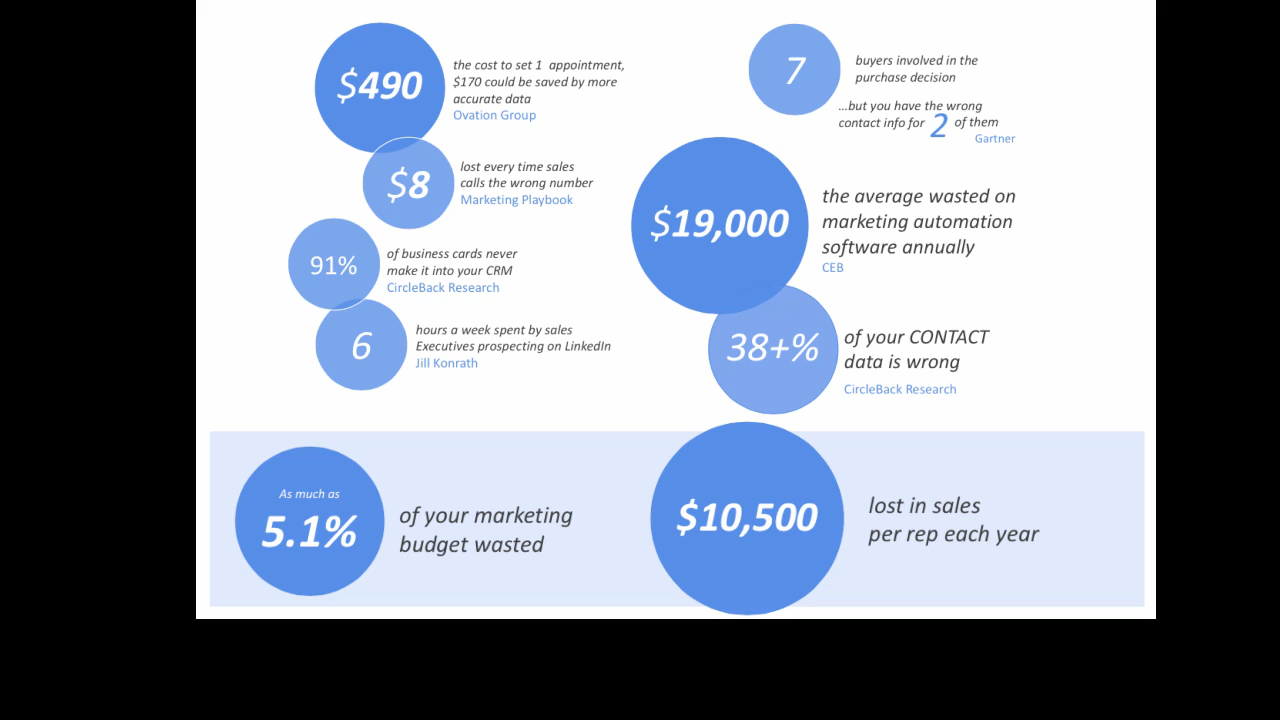 $490
the cost to set 1 appointment,
$170 could be saved by more
accurate data
Ovation Group
$8
lost every time sales
calls the wrong number
Marketing Playbook
91%
of business cards never
make it into your CRM
CircleBack Research
6
hours a week spent by sales
Executives prospecting on LinkedIn
Jill Konrath
7
buyers involved in the
purchase decision
...but you have the wrong
contact info for 2 of them
Gartner
$19,000
the average wasted on
marketing automation
software annually
CEB
38+%
of your CONTACT
data is wrong
CircleBack Research
As much as
5.1%
of your marketing
budget wasted
$10,500
lost in sales
per rep each year